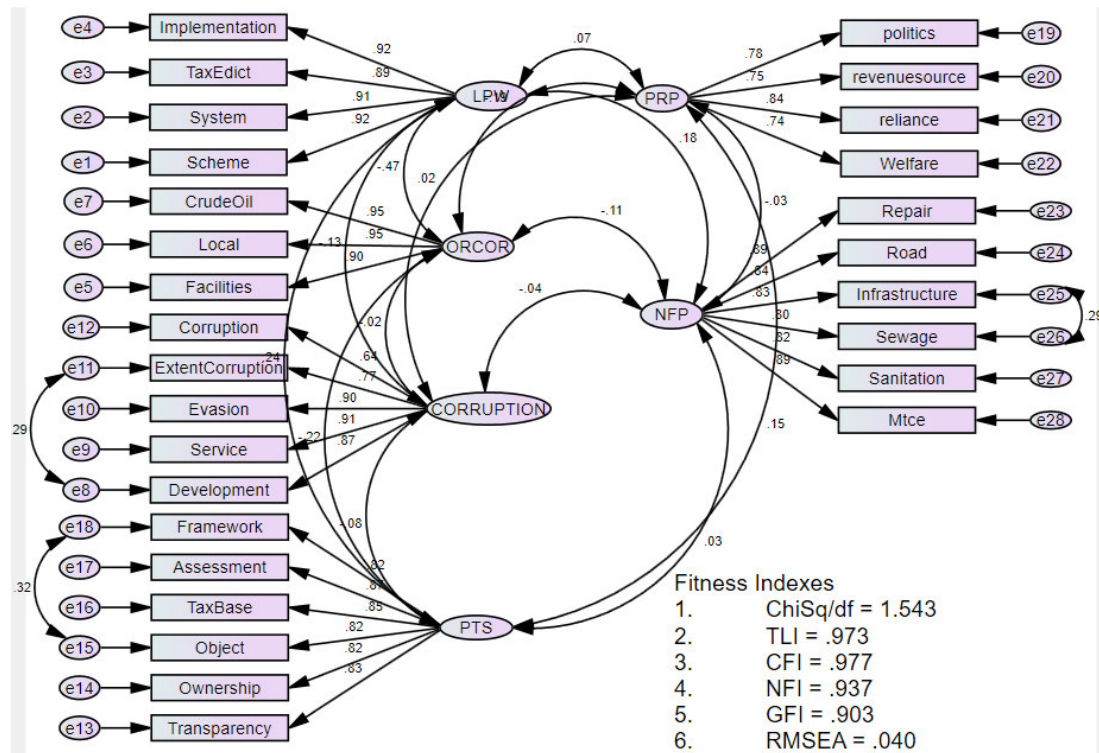 e4 Implementation
.92
e3 TaxEdict
.89
e2 System
.91
e1 Scheme
.92
LPW
-.19
.07
PRP
.78
politics e19
.75
revenuesource e20
.84
reliance e21
.74
Welfare e22
.18
-.47
.02
e7 CrudeOil
.95
e6 Local
.95
e5 Facilities
.90
-.13
ORCOR
-.11
-.03
Repair e23
.89
Road e24
.84
Infrastructure e25
.83
Sewage e26
.80
Sanitation e27
.82
Mtce e28
.89
.29
NFP
-.04
e12 Corruption
.64
e11 ExtentCorruption
.77
e10 Evasion
.90
e9 Service
.91
e8 Development
.87
29
-.02
.24
CORRUPTION
-.22
.15
-.08
.03
e18 Framework
.82
e17 Assessment
.87
e16 TaxBase
.85
e15 Object
.82
e14 Ownership
.82
e13 Transparency
.83
.32
PTS
Fitness Indexes
1. ChiSq/df = 1.543
2. TLI = .973
3. CFI = .977
4. NFI = .937
5. GFI = .903
6. RMSEA = .040